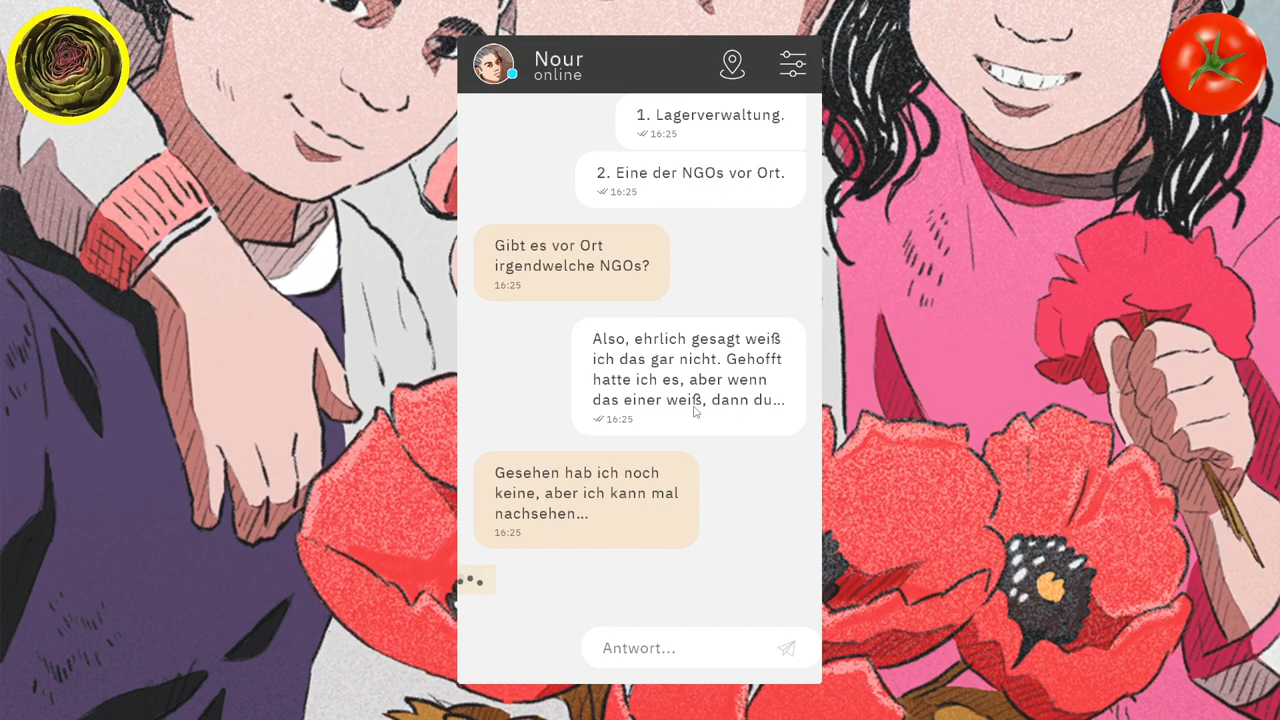 Nour
online
1. Lagerverwaltung.
16:25
2. Eine der NGOs vor Ort.
16:25
Gibt es vor Ort
irgendwelche NGOs?
16:25
Also, ehrlich gesagt weiß
ich das gar nicht. Gehofft
hatte ich es, aber wenn
das einer weiß, dann du...
16:25
Gesehen hab ich noch
keine, aber ich kann mal
nachsehen...
16:25
Antwort...